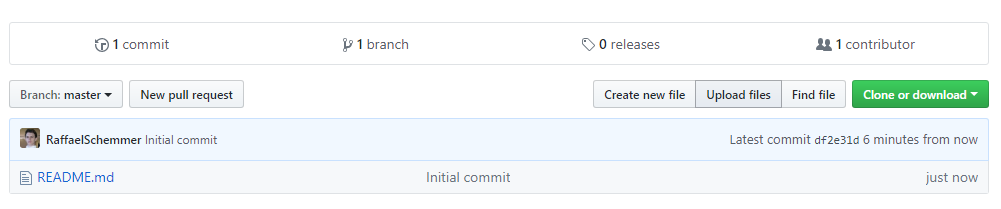 1 commit 1 branch 0 releases 1 contributor
Branch: master New pull request Create new file Upload files Find file Clone or download
RaffaelSchemmer Initial commit Latest commit df2e31d 6 minutes from now
README.md Initial commit just now